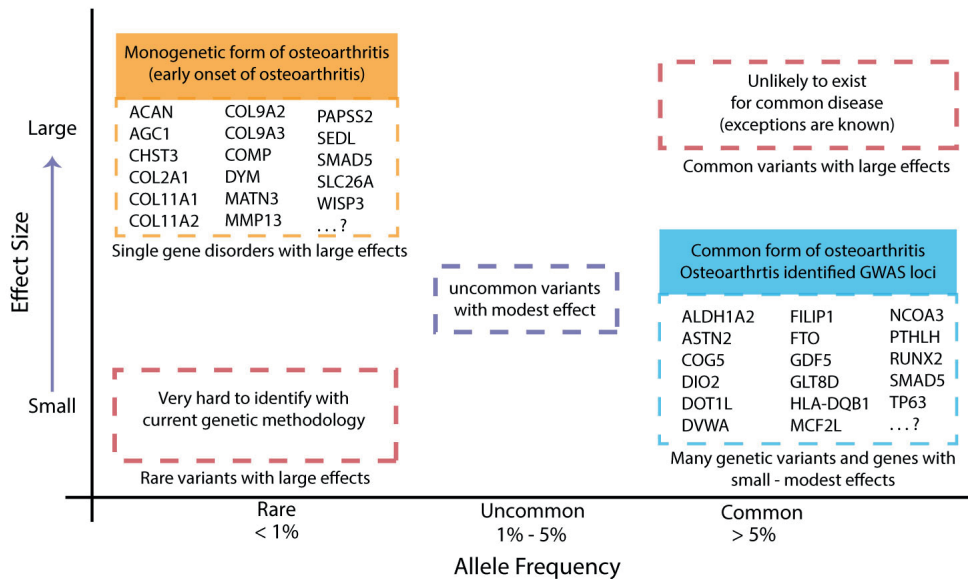 Monogenetic form of osteoarthritis
(early onset of osteoarthritis)
ACAN
AGC1
CHST3
COL2A1
COL11A1
COL11A2
COL9A2
COL9A3
COMP
DYM
MATN3
MMP13
PAPSS2
SEDL
SMAD5
SLC26A
WISP3
. . . ?
Single gene disorders with large effects
Unlikely to exist
for common disease
(exceptions are known)
Common variants with large effects
uncommon variants
with modest effect
Common form of osteoarthritis
Osteoarthrtis identified GWAS loci
ALDH1A2
ASTN2
COG5
DIO2
DOT1L
DVWA
FILIP1
FTO
GDF5
GLT8D
HLA-DQB1
MCF2L
NCOA3
PTHLH
RUNX2
SMAD5
TP63
. . . ?
Many genetic variants and genes with
small - modest effects
Very hard to identify with
current genetic methodology
Rare variants with large effects
Large
Effect Size
Small
Rare
< 1%
Uncommon
1% - 5%
Common
> 5%
Allele Frequency